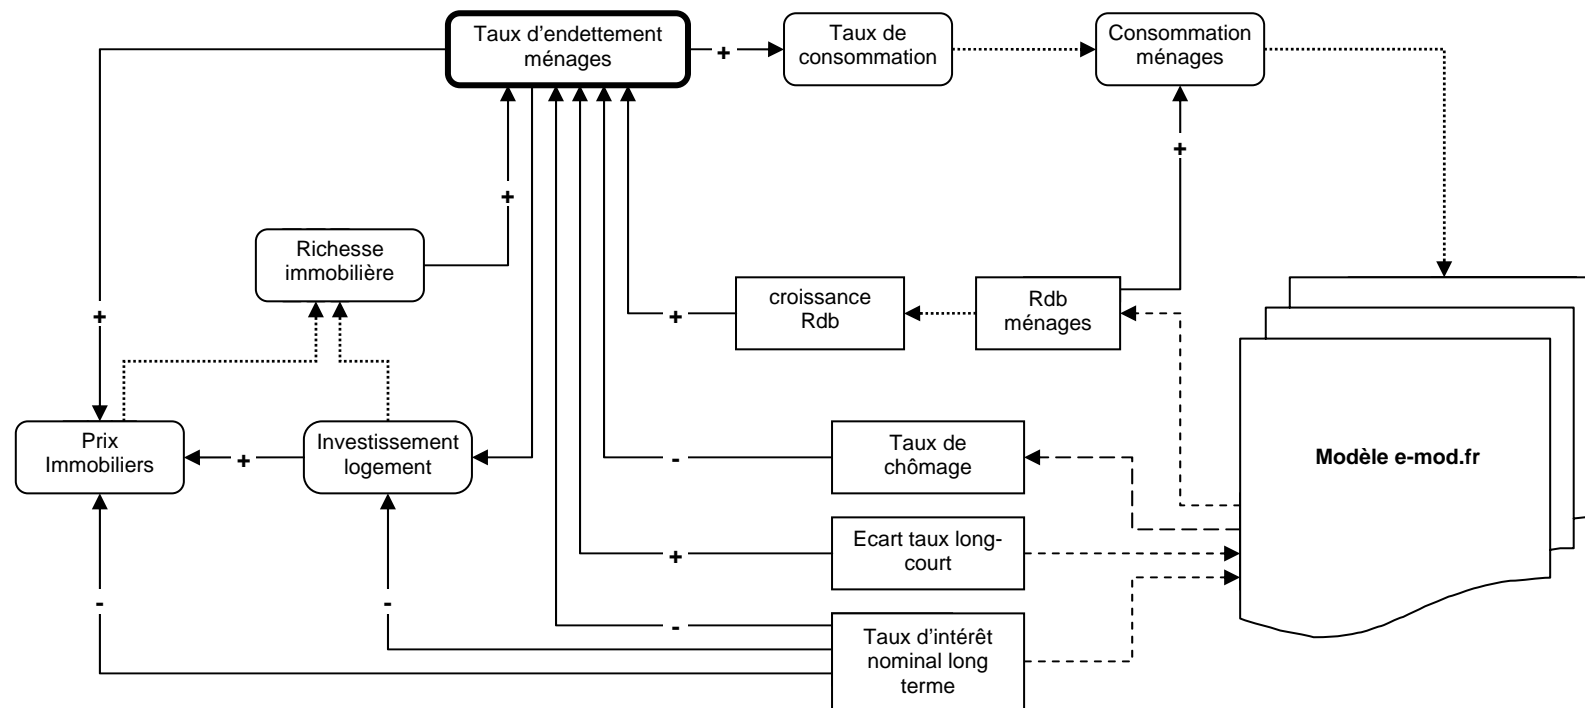 Taux d'endettement
ménages
+
Taux de
consommation
Consommation
ménages
+
+
Richesse
immobilière
+
croissance
Rdb
+
Rdb
ménages
Prix
Immobiliers
+
Investissement
logement
-
Taux de
chômage
Modèle e-mod.fr
+
Ecart taux long-
court
-
-
-
Taux d'intérêt
nominal long
terme